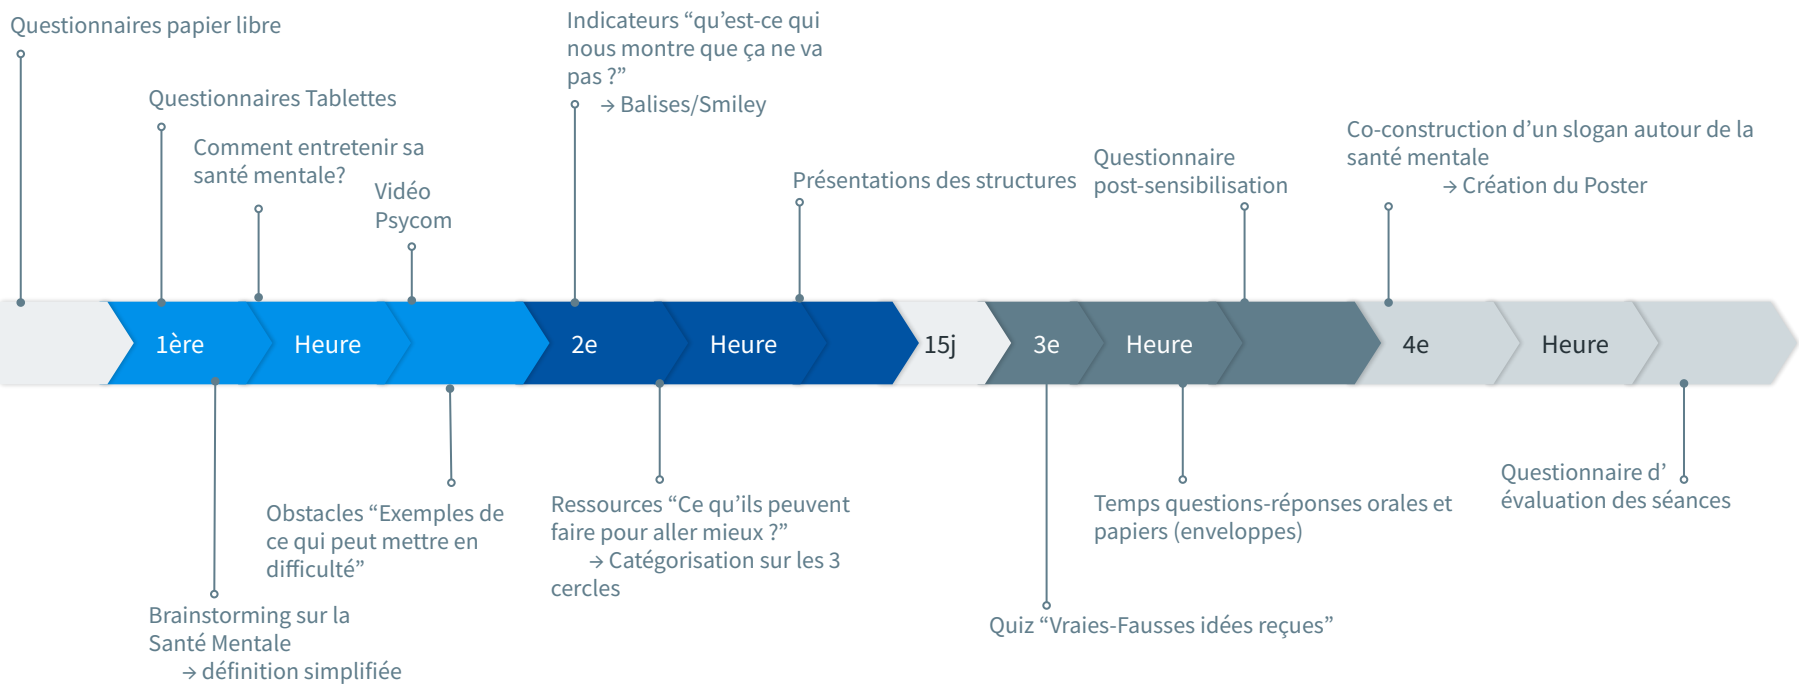 Questionnaires papier libre
Questionnaires Tablettes
Comment entretenir sa
santé mentale?
Vidéo
Psycom
Indicateurs “qu’est-ce qui
nous montre que ça ne va
pas ?”
→ Balises/Smiley
Présentations des structures
Questionnaire
post-sensibilisation
Co-construction d’un slogan autour de la
santé mentale
→ Création du Poster
1ère
Heure
2e
Heure
15j
3e
Heure
4e
Heure
Brainstorming sur la
Santé Mentale
→ définition simplifiée
Obstacles “Exemples de
ce qui peut mettre en
difficulté”
Ressources “Ce qu’ils peuvent
faire pour aller mieux ?”
→ Catégorisation sur les 3
cercles
Quiz “Vraies-Fausses idées reçues”
Temps questions-réponses orales et
papiers (enveloppes)
Questionnaire d’
évaluation des séances